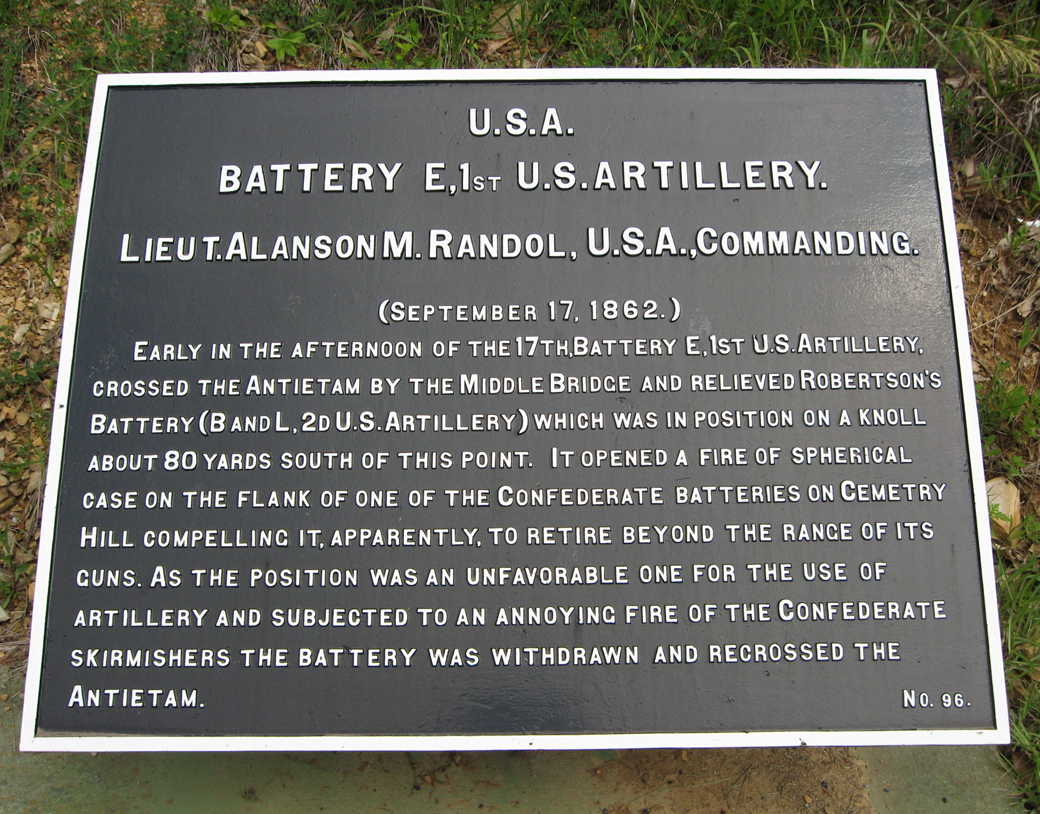 U.S.A.
BATTERY E, 1ST U.S. ARTILLERY.
LIEUT. ALANSON M. RANDOL, U.S.A., COMMANDING.
(SEPTEMBER 17, 1862.)
EARLY IN THE AFTERNOON OF THE 17TH, BATTERY E, 1ST U.S. ARTILLERY,
CROSSED THE ANTIETAM BY THE MIDDLE BRIDGE AND RELIEVED ROBERTSON'S
BATTERY (B AND L, 2D U.S. ARTILLERY) WHICH WAS IN POSITION ON A KNOLL
ABOUT 80 YARDS SOUTH OF THIS POINT. IT OPENED A FIRE OF SPHERICAL
CASE ON THE FLANK OF ONE OF THE CONFEDERATE BATTERIES ON CEMETRY
HILL COMPELLING IT, APPARENTLY, TO RETIRE BEYOND THE RANGE OF ITS
GUNS. AS THE POSITION WAS AN UNFAVORABLE ONE FOR THE USE OF
ARTILLERY AND SUBJECTED TO AN ANNOYING FIRE OF THE CONFEDERATE
SKIRMISHERS THE BATTERY WAS WITHDRAWN AND RECROSSED THE
ANTIETAM.
NO. 96.